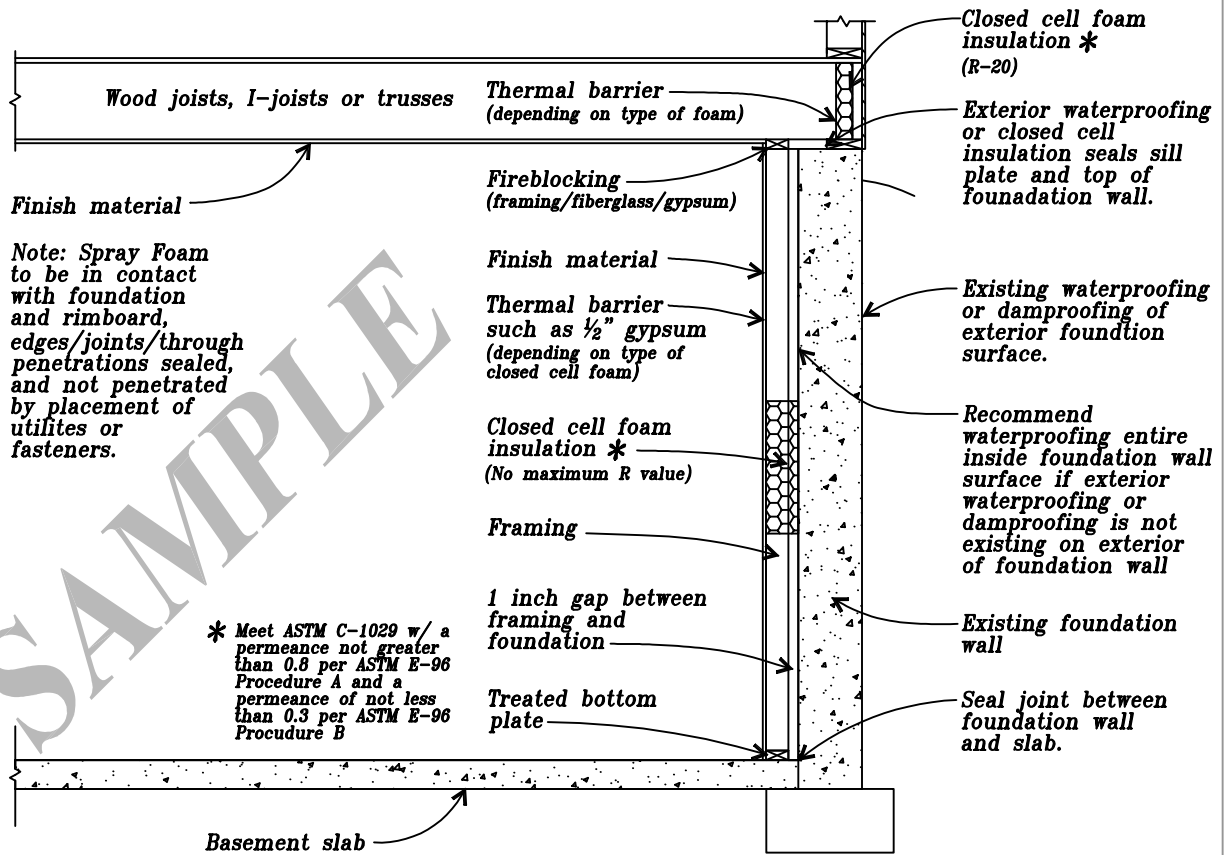 Closed cell foam
insulation *
(R-20)
Wood joists, I-joists or trusses
Thermal barrier
(depending on type of foam)
Exterior waterproofing
or closed cell
insulation seals sill
plate and top of
founadation wall.
Finish material
Fireblocking
(framing/fiberglass/gypsum)
Note: Spray Foam
to be in contact
with foundation
and rimboard,
edges/joints/through
penetrations sealed,
and not penetrated
by placement of
utilites or
fasteners.
Finish material
Thermal barrier
such as ½” gypsum
(depending on type of
closed cell foam)
Existing waterproofing
or damproofing of
exterior foundtion
surface.
Closed cell foam
insulation *
(No maximum R value)
Recommend
waterproofing entire
inside foundation wall
surface if exterior
waterproofing or
damproofing is not
existing on exterior
of foundation wall
Framing
1 inch gap between
framing and
foundation
Existing foundation
wall
* Meet ASTM C-1029 w/ a
permeance not greater
than 0.8 per ASTM E-96
Procedure A and a
permeance of not less
than 0.3 per ASTM E-96
Procudure B
Treated bottom
plate
Seal joint between
foundation wall
and slab.
Basement slab
SAMPLE